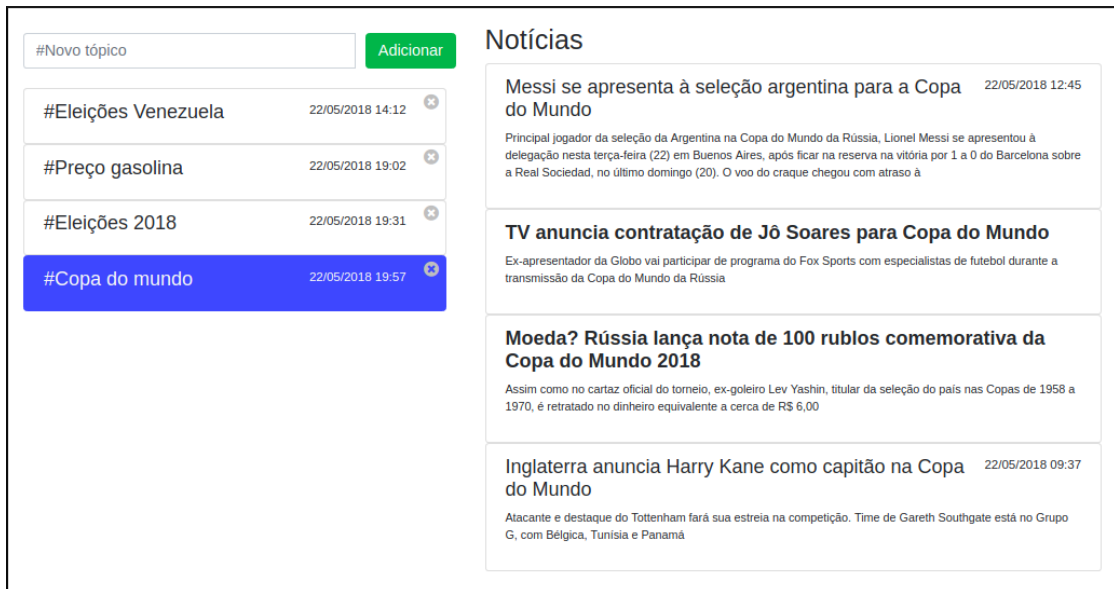 #Novo tópico
Adicionar
#Eleições Venezuela
22/05/2018 14:12
#Preço gasolina
22/05/2018 19:02
#Eleições 2018
22/05/2018 19:31
#Copa do mundo
22/05/2018 19:57
Notícias
Messi se apresenta à seleção argentina para a Copa
do Mundo
22/05/2018 12:45
Principal jogador da seleção da Argentina na Copa do Mundo da Rússia, Lionel Messi se apresentou à
delegação nesta terça-feira (22) em Buenos Aires, após ficar na reserva na vitória por 1 a 0 do Barcelona sobre
a Real Sociedad, no último domingo (20). O voo do craque chegou com atraso à
TV anuncia contratação de Jô Soares para Copa do Mundo
Ex-apresentador da Globo vai participar de programa do Fox Sports com especialistas de futebol durante a
transmissão da Copa do Mundo da Rússia
Moeda? Rússia lança nota de 100 rublos comemorativa da
Copa do Mundo 2018
Assim como no cartaz oficial do torneio, ex-goleiro Lev Yashin, titular da seleção do país nas Copas de 1958 a
1970, é retratado no dinheiro equivalente a cerca de R$ 6,00
Inglaterra anuncia Harry Kane como capitão na Copa
do Mundo
22/05/2018 09:37
Atacante e destaque do Tottenham fará sua estreia na competição. Time de Gareth Southgate está no Grupo
G, com Bélgica, Tunísia e Panamá